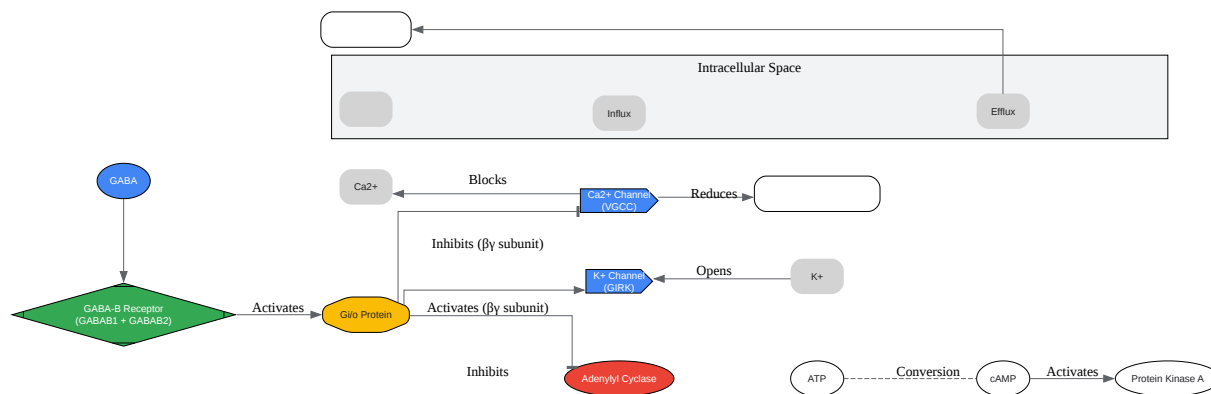 Intracellular Space
Influx
Efflux
GABA
Ca2+
Blocks
Ca2+ Channel
(VGCC)
Reduces
Inhibits (βγ subunit)
K+ Channel
(GIRK)
Opens
K+
GABA-B Receptor
(GABAB1 + GABAB2)
Activates
Gi/o Protein
Activates (βγ subunit)
Inhibits
Adenylyl Cyclase
ATP
Conversion
cAMP
Activates
Protein Kinase A